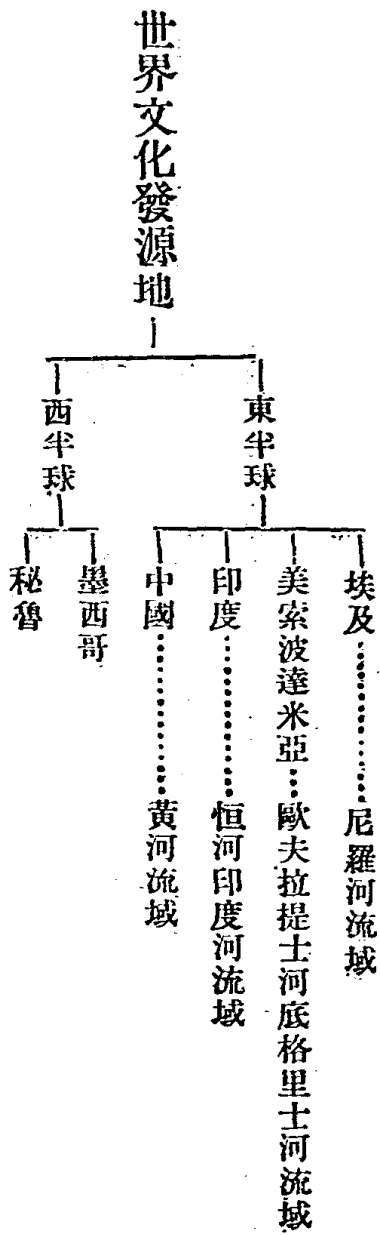 世界文化發源地
東半球
埃及…………尼羅河流域
美索波達米亞…歐夫拉提士河底格里士河流域
印度…………恒河印度河流域
中國…………黃河流域
西半球
墨西哥
秘魯